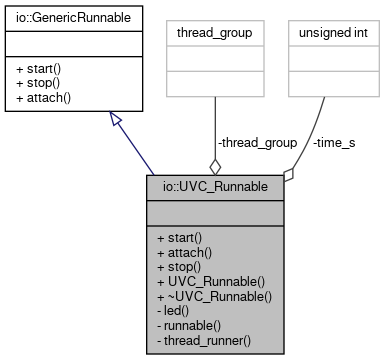 io::GenericRunnable
+ start()
+ stop()
+ attach()
thread_group
unsigned int
-thread_group
-time_s
io::UVC_Runnable
+ start()
+ attach()
+ stop()
+ UVC_Runnable()
+ ~UVC_Runnable()
- led()
- runnable()
- thread_runner()